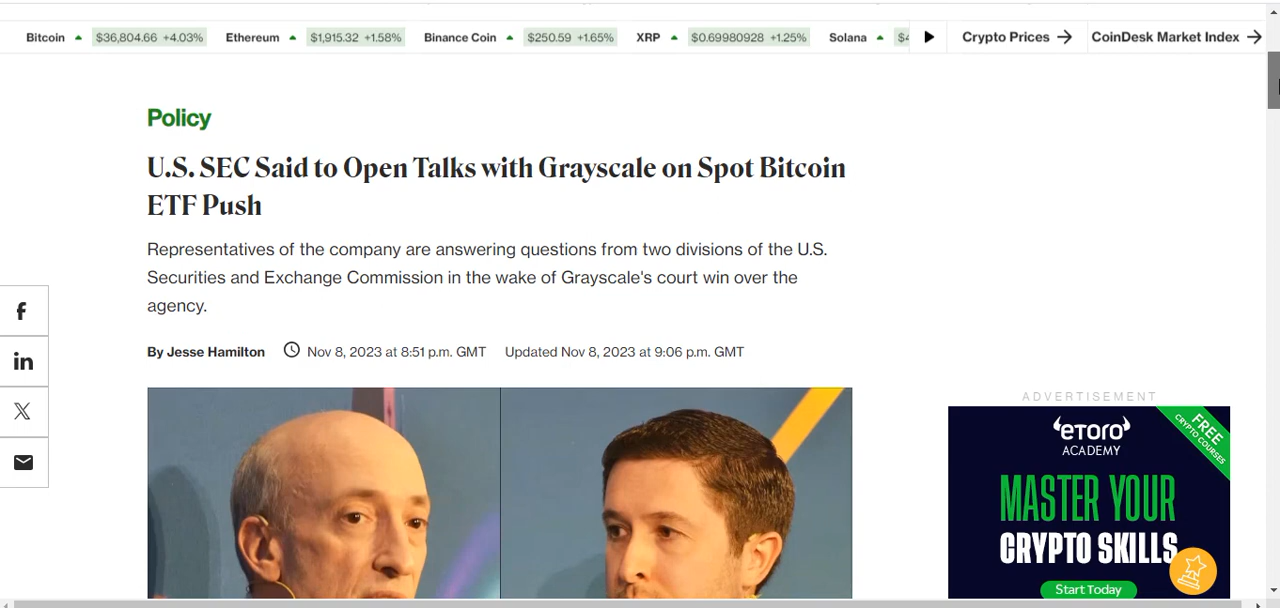 Bitcoin $36,804.66 +4.03% Ethereum $1,915.32 +1.58% Binance Coin $250.59 +1.65% XRP $0.69980928 +1.25% Solana Crypto Prices → CoinDesk Market Index →
Policy
U.S. SEC Said to Open Talks with Grayscale on Spot Bitcoin
ETF Push
Representatives of the company are answering questions from two divisions of the U.S.
Securities and Exchange Commission in the wake of Grayscale's court win over the
agency.
By Jesse Hamilton Nov 8, 2023 at 8:51 p.m. GMT Updated Nov 8, 2023 at 9:06 p.m. GMT
f
in
X
ADVERTISEMENT
eToro
ACADEMY
FREE
CRYPTO COURSES
MASTER YOUR
CRYPTO SKILLS
Start Today